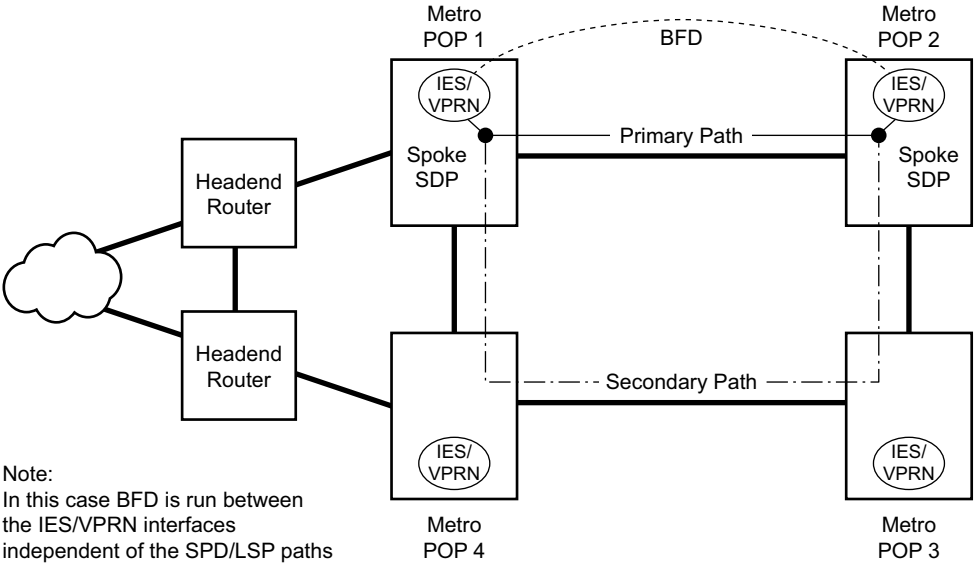 Metro
POP 1
Metro
POP 2
BFD
IES/
VPRN
IES/
VPRN
Primary Path
Spoke
SDP
Spoke
SDP
Headend
Router
Headend
Router
Secondary Path
IES/
VPRN
IES/
VPRN
Note:
In this case BFD is run between
the IES/VPRN interfaces
independent of the SPD/LSP paths
Metro
POP 4
Metro
POP 3